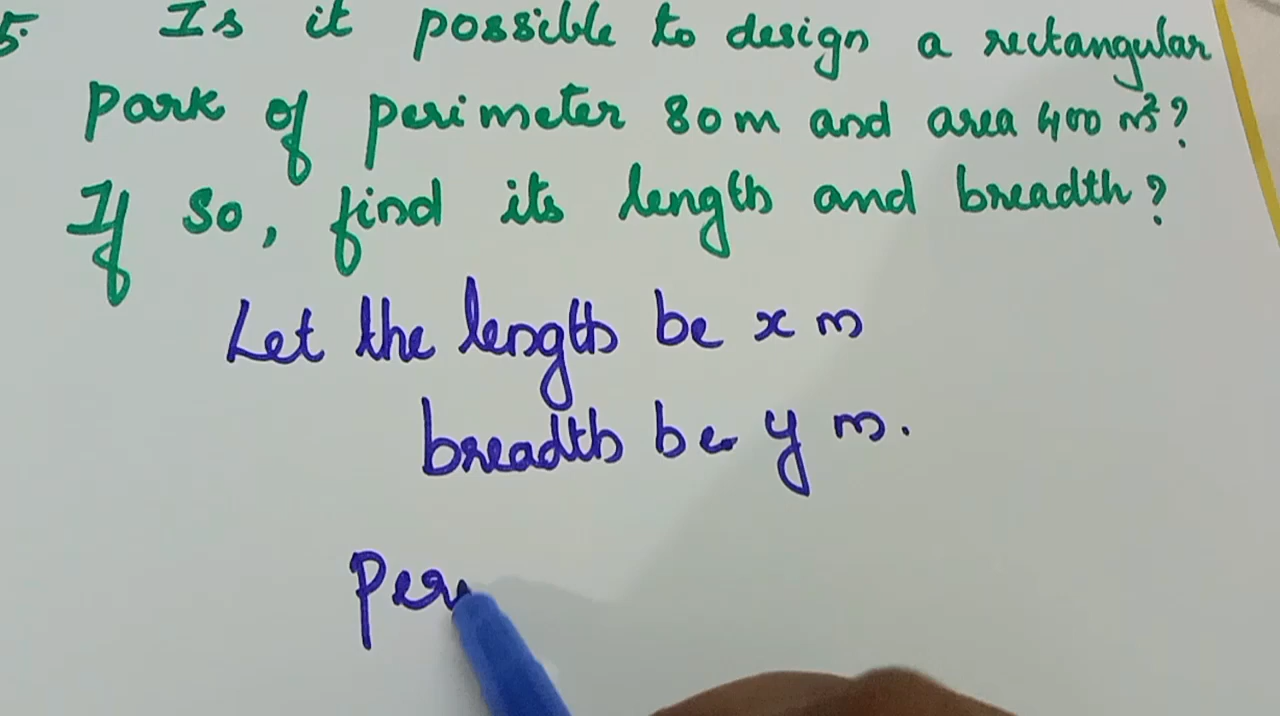 5. Is it possible to design a rectangular
park of perimeter 80m and area 400 m²?
If so, find its length and breadth?
Let the length be x m
breadth be y m.
Per